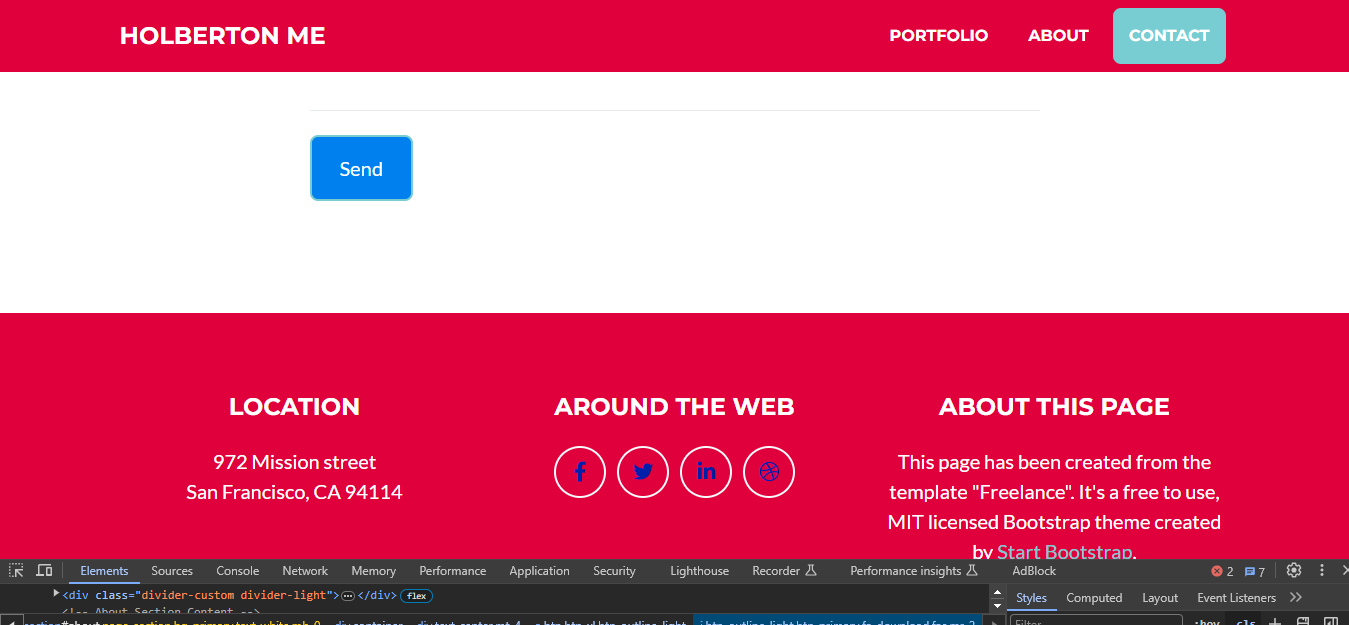 HOLBERTON ME PORTFOLIO ABOUT CONTACT
Send
LOCATION
972 Mission street
San Francisco, CA 94114
AROUND THE WEB
ABOUT THIS PAGE
This page has been created from the
template "Freelance". It's a free to use,
MIT licensed Bootstrap theme created
by Start Bootstrap.
Elements Sources Console Network Memory Performance Application Security Lighthouse Recorder Performance insights AdBlock 2 7
<div class="divider-custom divider-light"> </div> flex
<!-- About Section Content -->
Styles Computed Layout Event Listeners
Filter :hov .cls